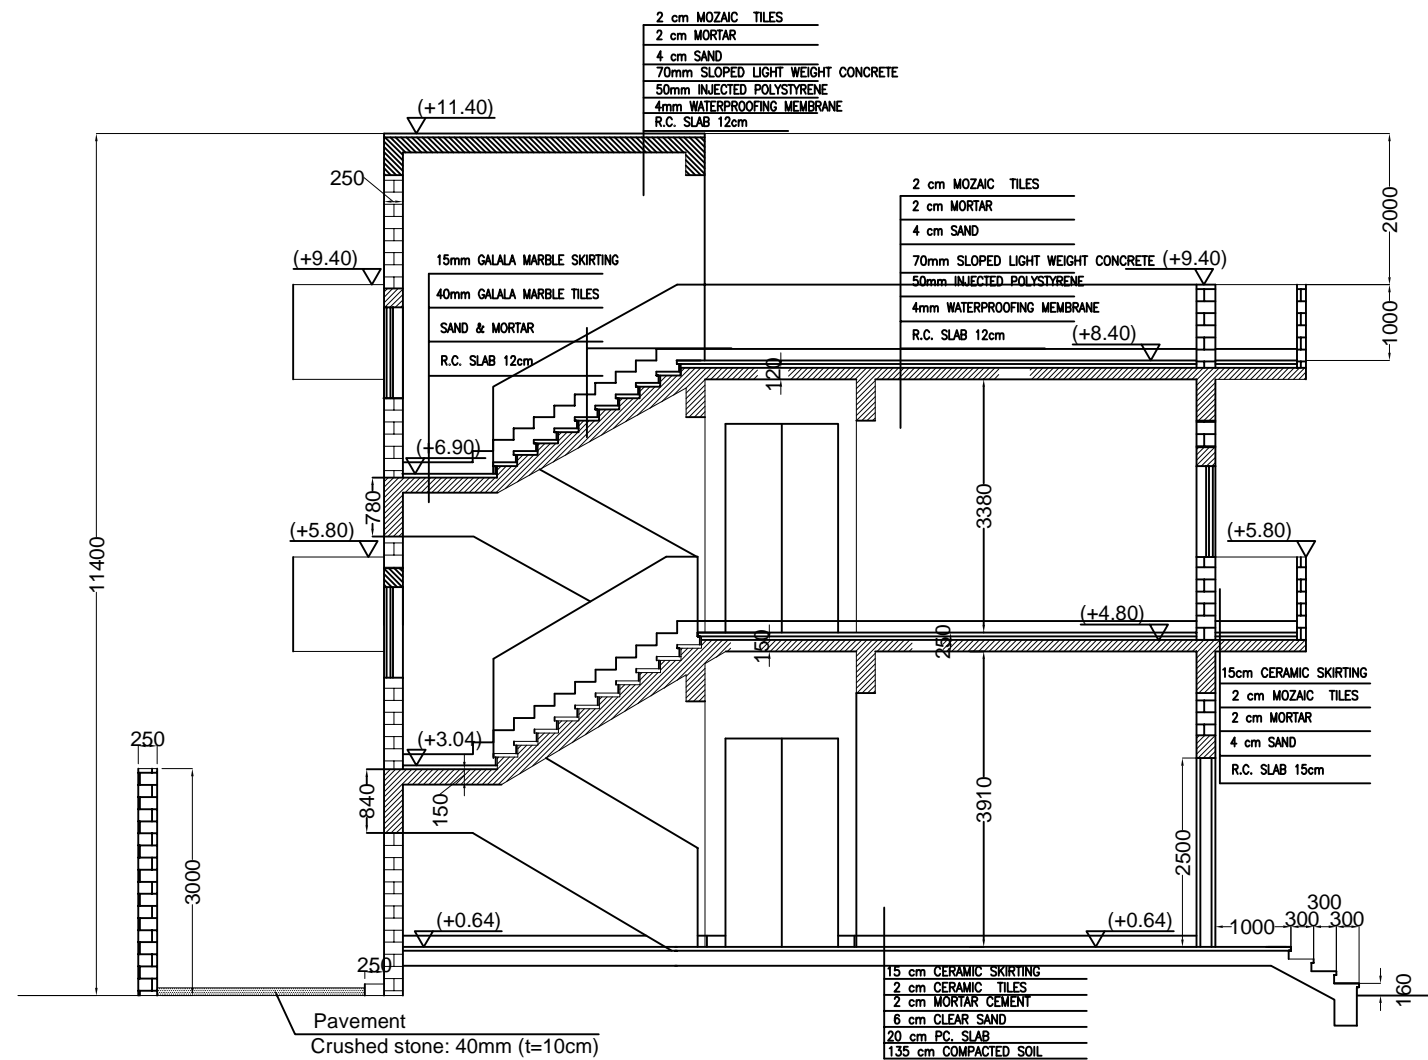 2 cm MOZAIC TILES
2 cm MORTAR
4 cm SAND
70mm SLOPED LIGHT WEIGHT CONCRETE
50mm INJECTED POLYSTYRENE
4mm WATERPROOFING MEMBRANE
R.C. SLAB 12cm
(+11.40)
250
2 cm MOZAIC TILES
2 cm MORTAR
4 cm SAND
70mm SLOPED LIGHT WEIGHT CONCRETE
50mm INJECTED POLYSTYRENE
4mm WATERPROOFING MEMBRANE
R.C. SLAB 12cm
2000
(+9.40)
(+9.40)
15mm GALALA MARBLE SKIRTING
40mm GALALA MARBLE TILES
SAND & MORTAR
R.C. SLAB 12cm
1000
(+8.40)
120
(+6.90)
780
3380
(+5.80)
(+5.80)
11400
(+4.80)
150
250
15cm CERAMIC SKIRTING
2 cm MOZAIC TILES
2 cm MORTAR
4 cm SAND
R.C. SLAB 15cm
(+3.04)
250
840
150
3910
2500
3000
(+0.64)
(+0.64)
1000
300
300
300
250
160
15 cm CERAMIC SKIRTING
2 cm CERAMIC TILES
2 cm MORTAR CEMENT
6 cm CLEAR SAND
20 cm PC. SLAB
135 cm COMPACTED SOIL
Pavement
Crushed stone: 40mm (t=10cm)